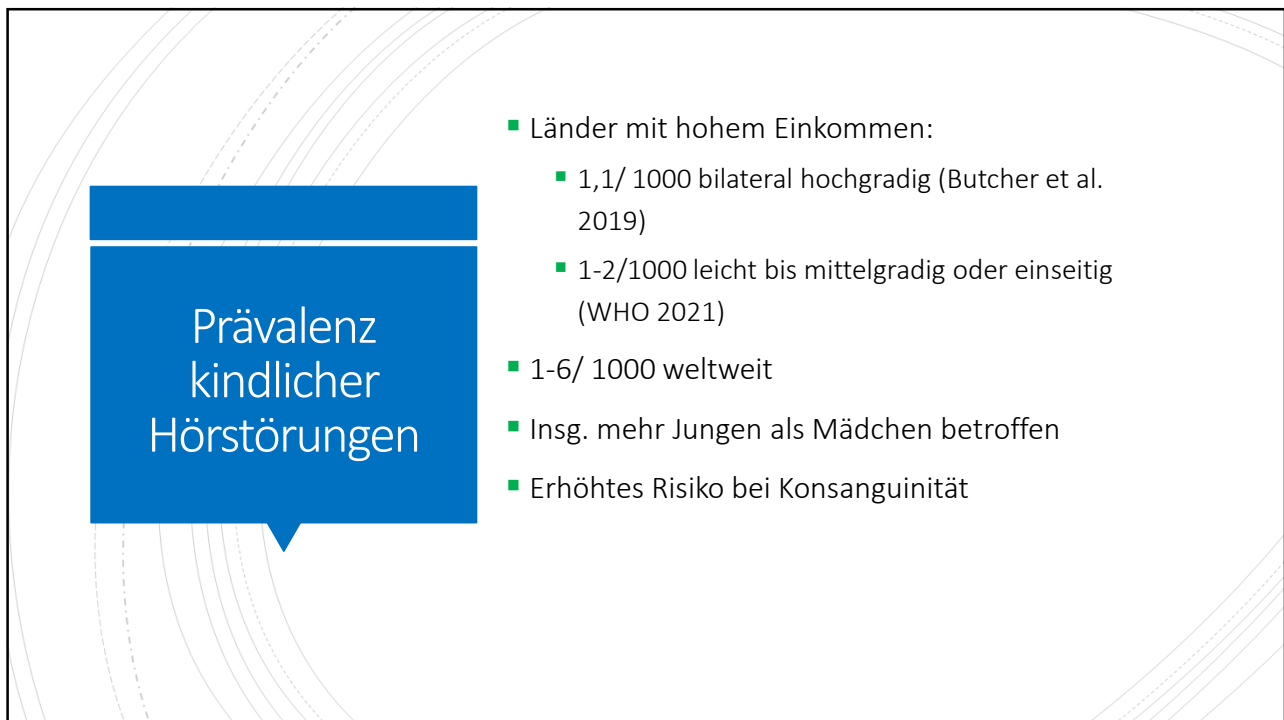 Prävalenz
kindlicher
Hörstörungen
▪ Länder mit hohem Einkommen:
▪ 1,1/ 1000 bilateral hochgradig (Butcher et al.
2019)
▪ 1-2/1000 leicht bis mittelgradig oder einseitig
(WHO 2021)
▪ 1-6/ 1000 weltweit
▪ Insg. mehr Jungen als Mädchen betroffen
▪ Erhöhtes Risiko bei Konsanguinität